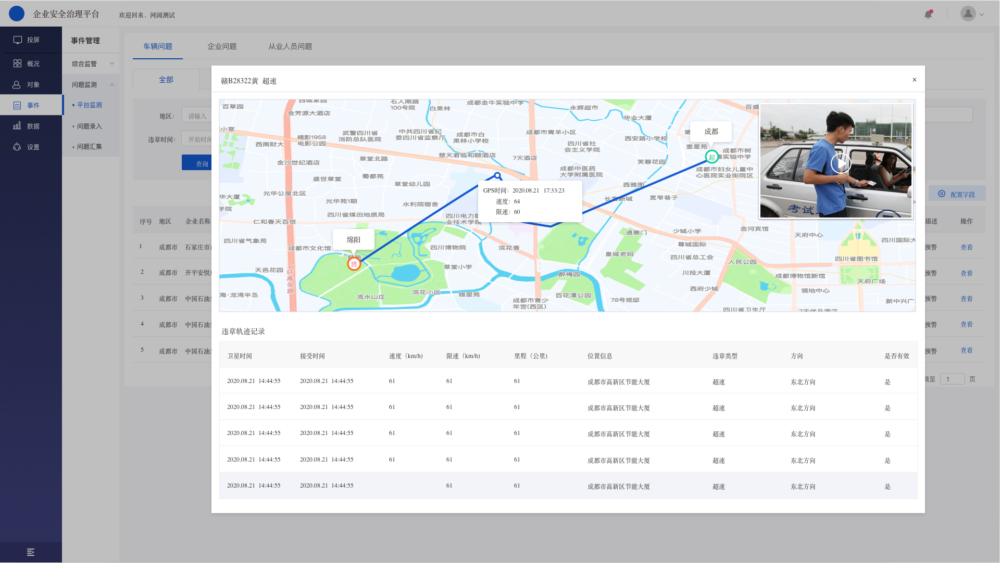 企业安全治理平台
欢迎回来，网阔测试
投屏
概况
对象
事件
数据
设置
事件管理
综合监管
问题监测
平台监测
问题录入
问题汇集
车辆问题 企业问题 从业人员问题
全部
地区： 请输入
违章时间： 开始时间
查询
配置字段
序号 地区 企业名称 描述 操作
1 成都市 石家庄市 预警 查看
2 成都市 开平安悦 预警 查看
3 成都市 中国石油 预警 查看
4 成都市 中国石油 预警 查看
5 成都市 中国石油 预警 查看
跳至 1 页
赣B28322黄 超速
×
百草园
西城家园
金芳源大酒店
石人南路
100号院
白果林
成都金牛实验中学
永辉超市
华业大厦
百盛
小室
西南财大
峨影1958
电影公园
武警四川省
消防总队医院
中共四川省纪
委四川省监察厅
成都市白
果林小学校
成都市青羊小区
四川省社
会主义学院
西安路小学校
第
奎星苑
成都
起
成都市树
德实验中学
金沙世纪酒店
草堂北路
楚天君临和颐酒店
7天酒店
芙蓉花园
盛世草堂
蜀都苑
草堂幼儿园
成都中医药
大学附属医院
成都市妇女儿童中
心医院实业街院区
西雅图
GPS时间： 2020.08.21 17:33:23
速度： 64
限速： 60
华大厦
学院
光华公屋北区
光华苑1期
水利院宿舍
长富新城
宽窄巷子
考试
仁和春天百货
四川省煤田地质局
四川电力职
业技术学院
绵阳
终
四川省气象局
成都市文化馆
四川博物院
浣花香
通惠门
少城小学
金河宾馆
天府中心
尊城国际
四川国际大
皇城老妈
四川省总工会
人民公园
四川省图书馆
天邑花园
二环高架路
草堂小学
醉梅园
川投大厦
成都博物馆新馆
天府广场
西府少城
领地中心
海·龙湾半岛
流水山庄
浣花小区
锦里苑
成都市青少
年宫(西区)
百花潭公园
78号观邸
四川省卫生厅
7天优品酒店
新中兴广
违章轨迹记录
卫星时间 接受时间 速度（km/h) 限速（km/h) 里程（公里) 位置信息 违章类型 方向 是否有效
2020.08.21 14:44:55 2020.08.21 14:44:55 61 61 61 成都市高新区节能大厦 超速 东北方向 是
2020.08.21 14:44:55 2020.08.21 14:44:55 61 61 61 成都市高新区节能大厦 超速 东北方向 是
2020.08.21 14:44:55 2020.08.21 14:44:55 61 61 61 成都市高新区节能大厦 超速 东北方向 是
2020.08.21 14:44:55 2020.08.21 14:44:55 61 61 61 成都市高新区节能大厦 超速 东北方向 是
2020.08.21 14:44:55 2020.08.21 14:44:55 61 61 成都市高新区节能大厦 超速 东北方向 是